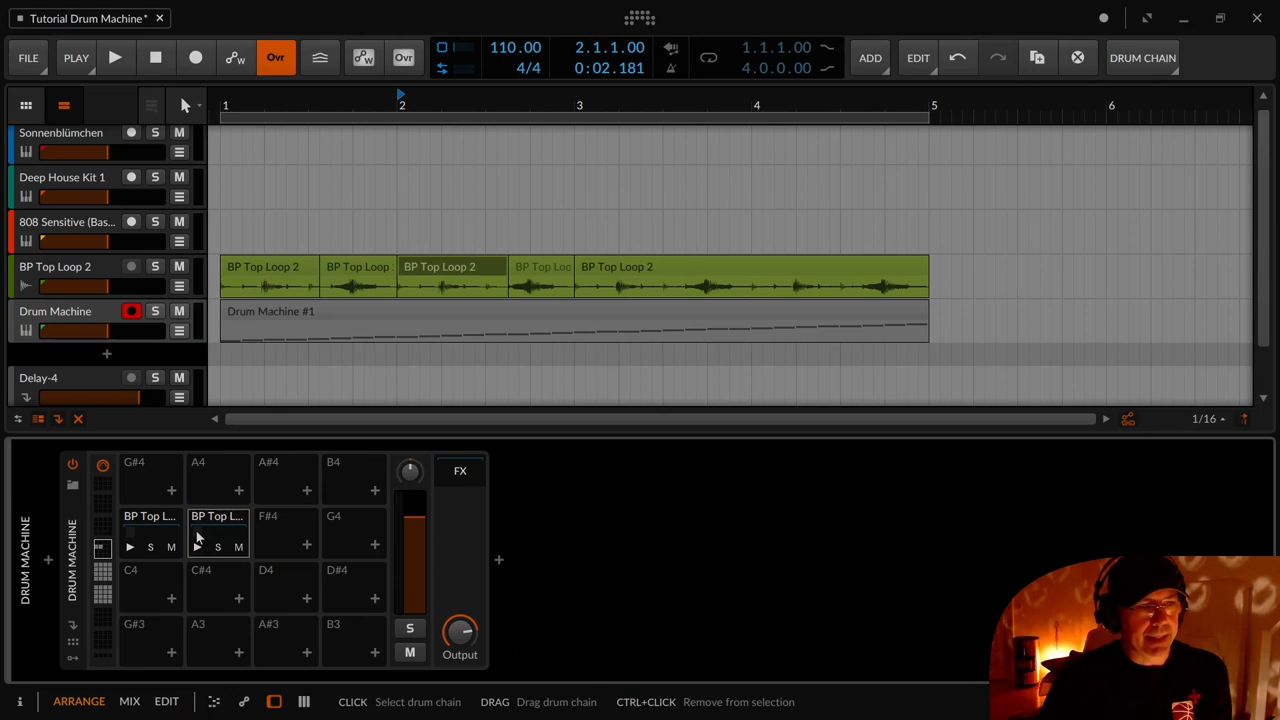 Tutorial Drum Machine*
FILE PLAY Ovr Ovr 110.00 2.1.1.00 1.1.1.00 ADD EDIT DRUM CHAIN
4/4 0:02.181 4.0.0.00
1 2 3 4 5 6
Sonnenblümchen S M
Deep House Kit 1 S M
808 Sensitive (Bas... S M
BP Top Loop 2 S M BP Top Loop 2 BP Top Loop BP Top Loop 2 BP Top Loo BP Top Loop 2
Drum Machine S M Drum Machine #1
+
Delay-4 S M
1/16
DRUM MACHINE
DRUM MACHINE
G#4 A4 A#4 B4 FX
BP Top L... BP Top L... F#4 G4
S M S M
C4 C#4 D4 D#4
G#3 A3 A#3 B3 S
M Output
ARRANGE MIX EDIT CLICK Select drum chain DRAG Drag drum chain CTRL+CLICK Remove from selection